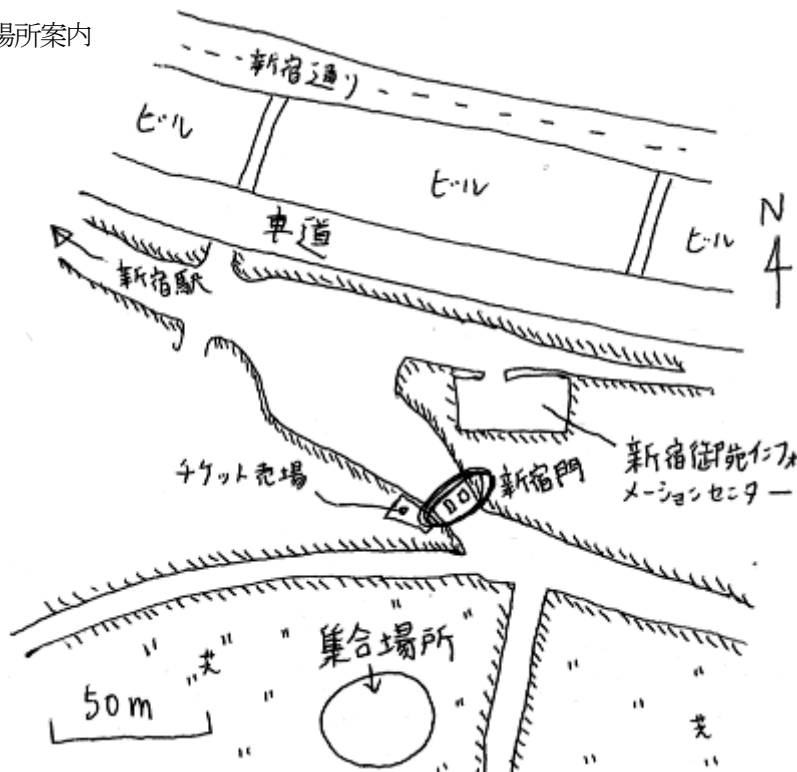 場所案内
新宿通り
ビル
ビル
ビル
車道
N
新宿駅
チケット売場
新宿門
新宿御苑インフォ
メーションセンター
集合場所
芝
芝
50m